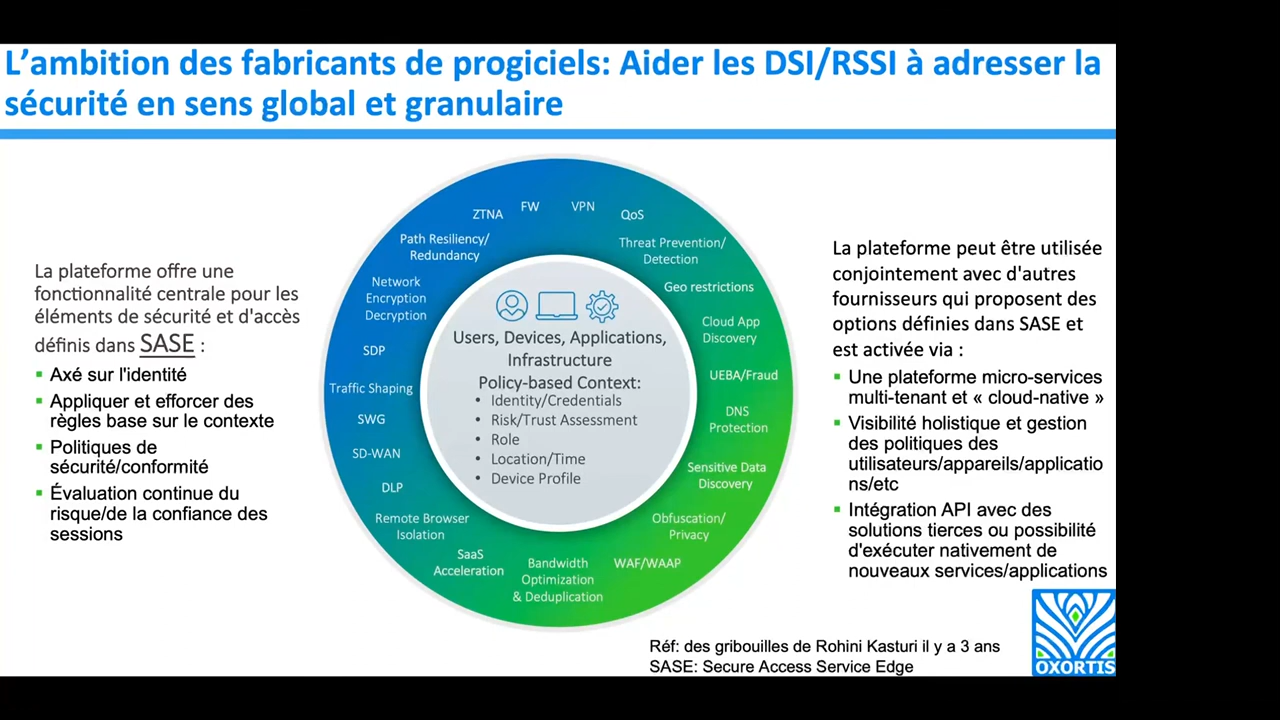 L'ambition des fabricants de progiciels: Aider les DSI/RSSI à adresser la
sécurité en sens global et granulaire
La plateforme offre une
fonctionnalité centrale pour les
éléments de sécurité et d'accès
définis dans SASE :
▪ Axé sur l'identité
▪ Appliquer et efforcer des
règles base sur le contexte
▪ Politiques de
sécurité/conformité
▪ Évaluation continue du
risque/de la confiance des
sessions
ZTNA
FW
VPN
QoS
Threat Prevention/
Detection
Geo restrictions
Cloud App
Discovery
UEBA/Fraud
DNS
Protection
Sensitive Data
Discovery
Obfuscation/
Privacy
WAF/WAAP
Bandwidth
Optimization
& Deduplication
SaaS
Acceleration
Remote Browser
Isolation
DLP
SD-WAN
SWG
Traffic Shaping
SDP
Network
Encryption
Decryption
Path Resiliency/
Redundancy
Users, Devices, Applications,
Infrastructure
Policy-based Context:
• Identity/Credentials
• Risk/Trust Assessment
• Role
• Location/Time
• Device Profile
La plateforme peut être utilisée
conjointement avec d'autres
fournisseurs qui proposent des
options définies dans SASE et
est activée via :
▪ Une plateforme micro-services
multi-tenant et « cloud-native »
▪ Visibilité holistique et gestion
des politiques des
utilisateurs/appareils/applicatio
ns/etc
▪ Intégration API avec des
solutions tierces ou possibilité
d'exécuter nativement de
nouveaux services/applications
Réf: des gribouilles de Rohini Kasturi il y a 3 ans
SASE: Secure Access Service Edge
OXORTIS